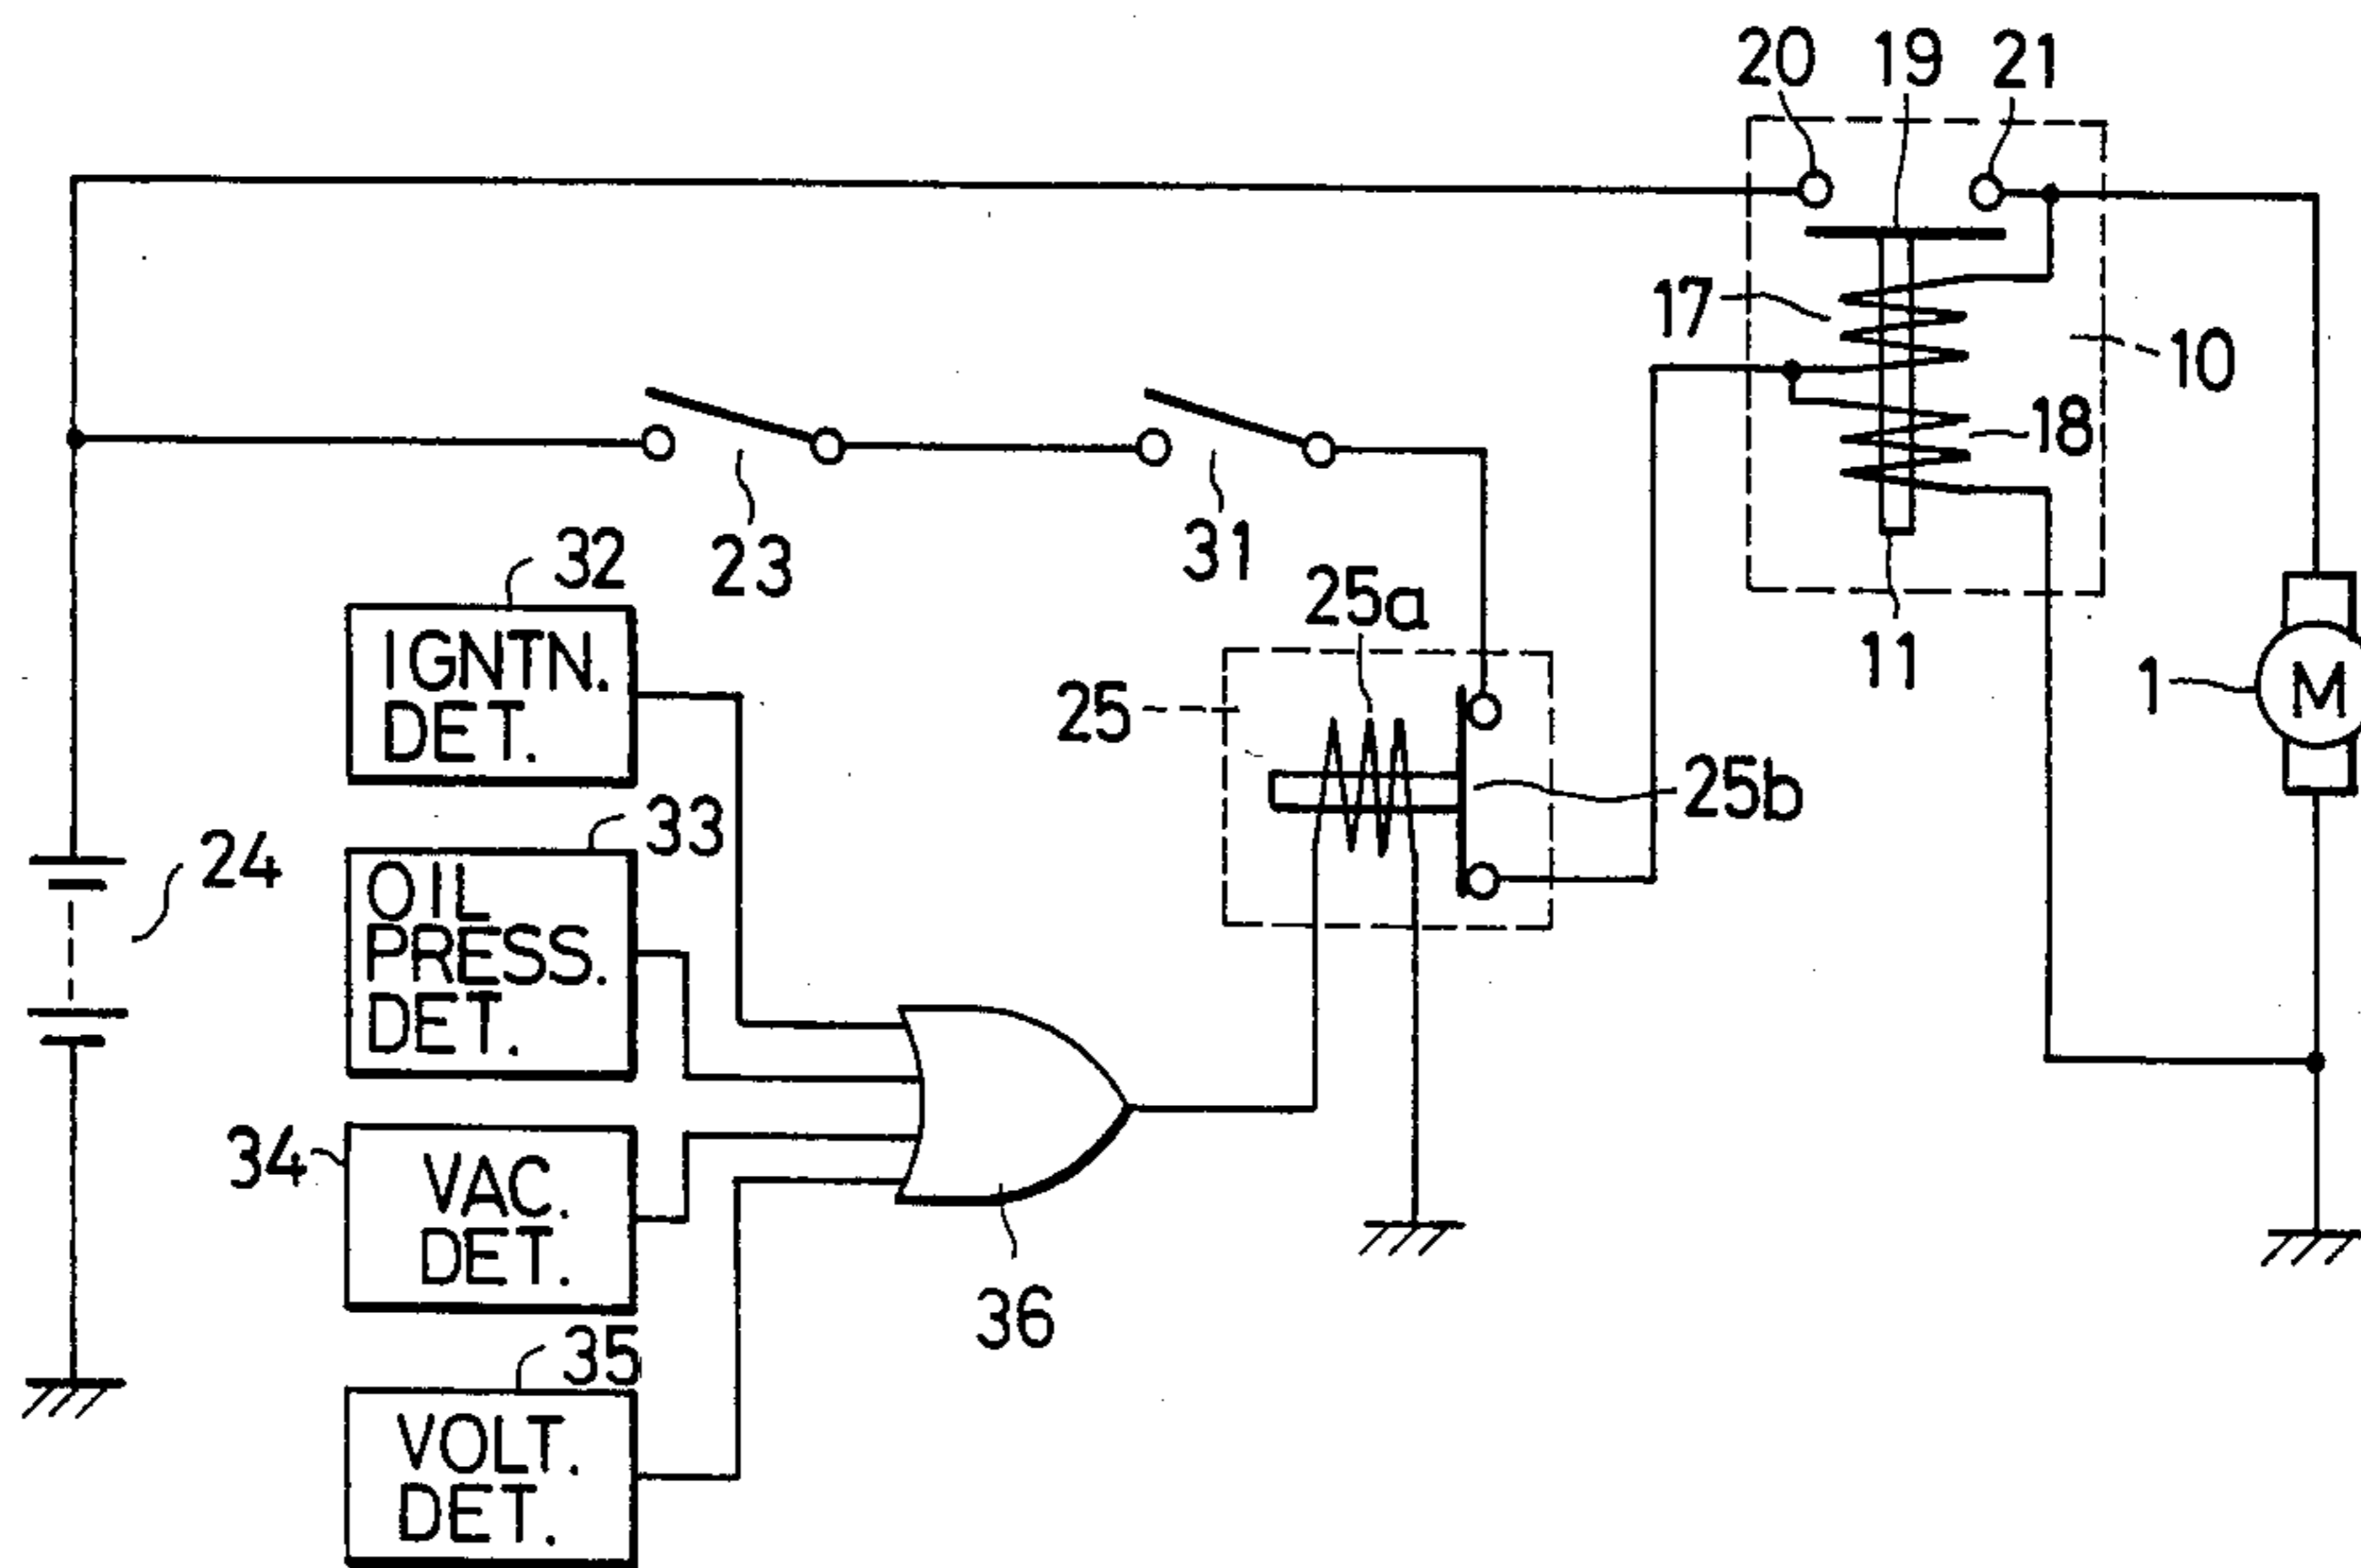 20 19 21
17
10
18
23
31
32
IGNTN.
DET.
25a
11
25
1
M
33
25b
24
OIL
PRESS.
DET.
34
VAC.
DET.
36
35
VOLT.
DET.